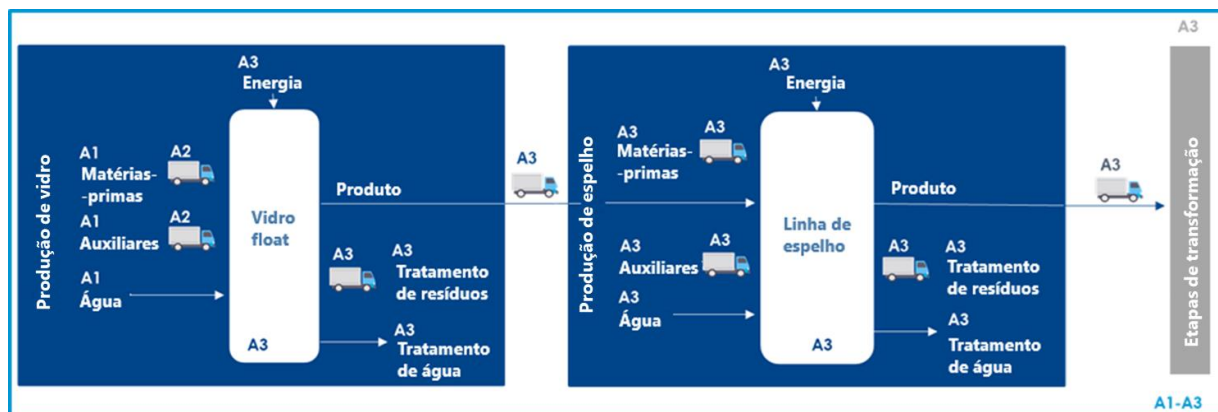 Produção de vidro
A3
Energia
A1
Matérias-
-primas
A2
A1
Auxiliares
A2
A1
Água
Vidro
float
A3
Produto
A3
A3
Tratamento
de resíduos
A3
Tratamento
de água
A3
Produção de espelho
A3
Energia
A3
Matérias-
-primas
A3
A3
Auxiliares
A3
A3
Água
Linha de
espelho
A3
Produto
A3
A3
Tratamento
de resíduos
A3
Tratamento
de água
A3
A3
Etapas de transformação
A1-A3